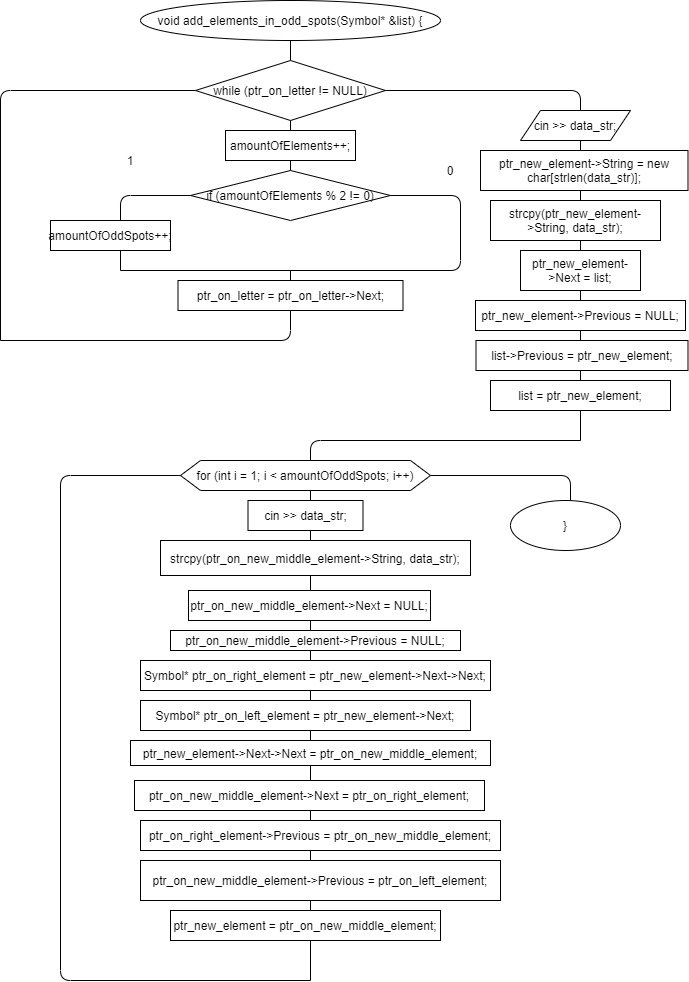 void add_elements_in_odd_spots(Symbol* &list) {
while (ptr_on_letter != NULL)
amountOfElements++;
1
0
if (amountOfElements % 2 != 0)
amountOfOddSpots++;
ptr_on_letter = ptr_on_letter->Next;
cin >> data_str;
ptr_new_element->String = new
char[strlen(data_str)];
strcpy(ptr_new_element-
>String, data_str);
ptr_new_element-
>Next = list;
ptr_new_element->Previous = NULL;
list->Previous = ptr_new_element;
list = ptr_new_element;
for (int i = 1; i < amountOfOddSpots; i++)
cin >> data_str;
}
strcpy(ptr_on_new_middle_element->String, data_str);
ptr_on_new_middle_element->Next = NULL;
ptr_on_new_middle_element->Previous = NULL;
Symbol* ptr_on_right_element = ptr_new_element->Next->Next;
Symbol* ptr_on_left_element = ptr_new_element->Next;
ptr_new_element->Next->Next = ptr_on_new_middle_element;
ptr_on_new_middle_element->Next = ptr_on_right_element;
ptr_on_right_element->Previous = ptr_on_new_middle_element;
ptr_on_new_middle_element->Previous = ptr_on_left_element;
ptr_new_element = ptr_on_new_middle_element;